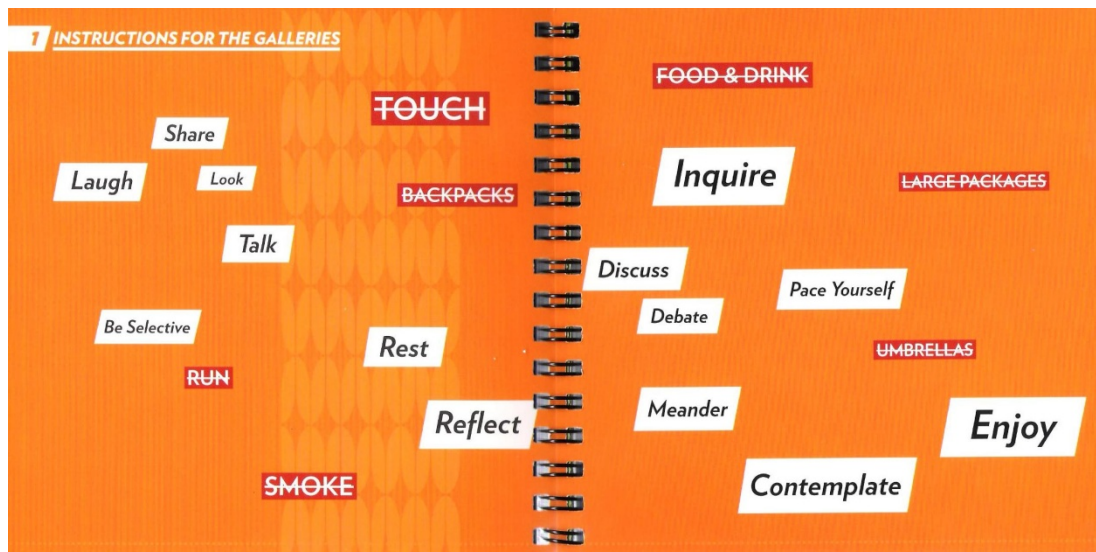 1 INSTRUCTIONS FOR THE GALLERIES
TOUCH
Share
Laugh
Look
BACKPACKS
Talk
Be Selective
Rest
RUN
Reflect
SMOKE
FOOD & DRINK
Inquire
LARGE PACKAGES
Discuss
Pace Yourself
Debate
UMBRELLAS
Meander
Enjoy
Contemplate